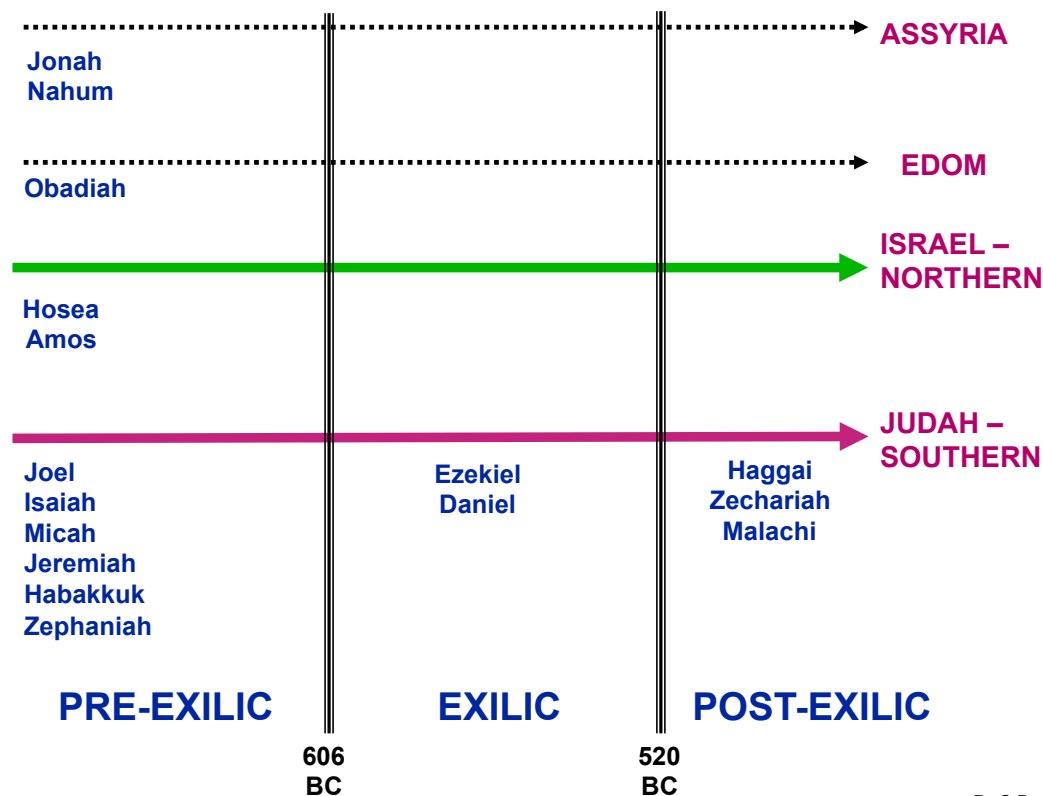 ASSYRIA
Jonah
Nahum
EDOM
Obadiah
ISRAEL –
NORTHERN
Hosea
Amos
JUDAH –
SOUTHERN
Joel
Isaiah
Micah
Jeremiah
Habakkuk
Zephaniah
Ezekiel
Daniel
Haggai
Zechariah
Malachi
PRE-EXILIC
EXILIC
POST-EXILIC
606
BC
520
BC